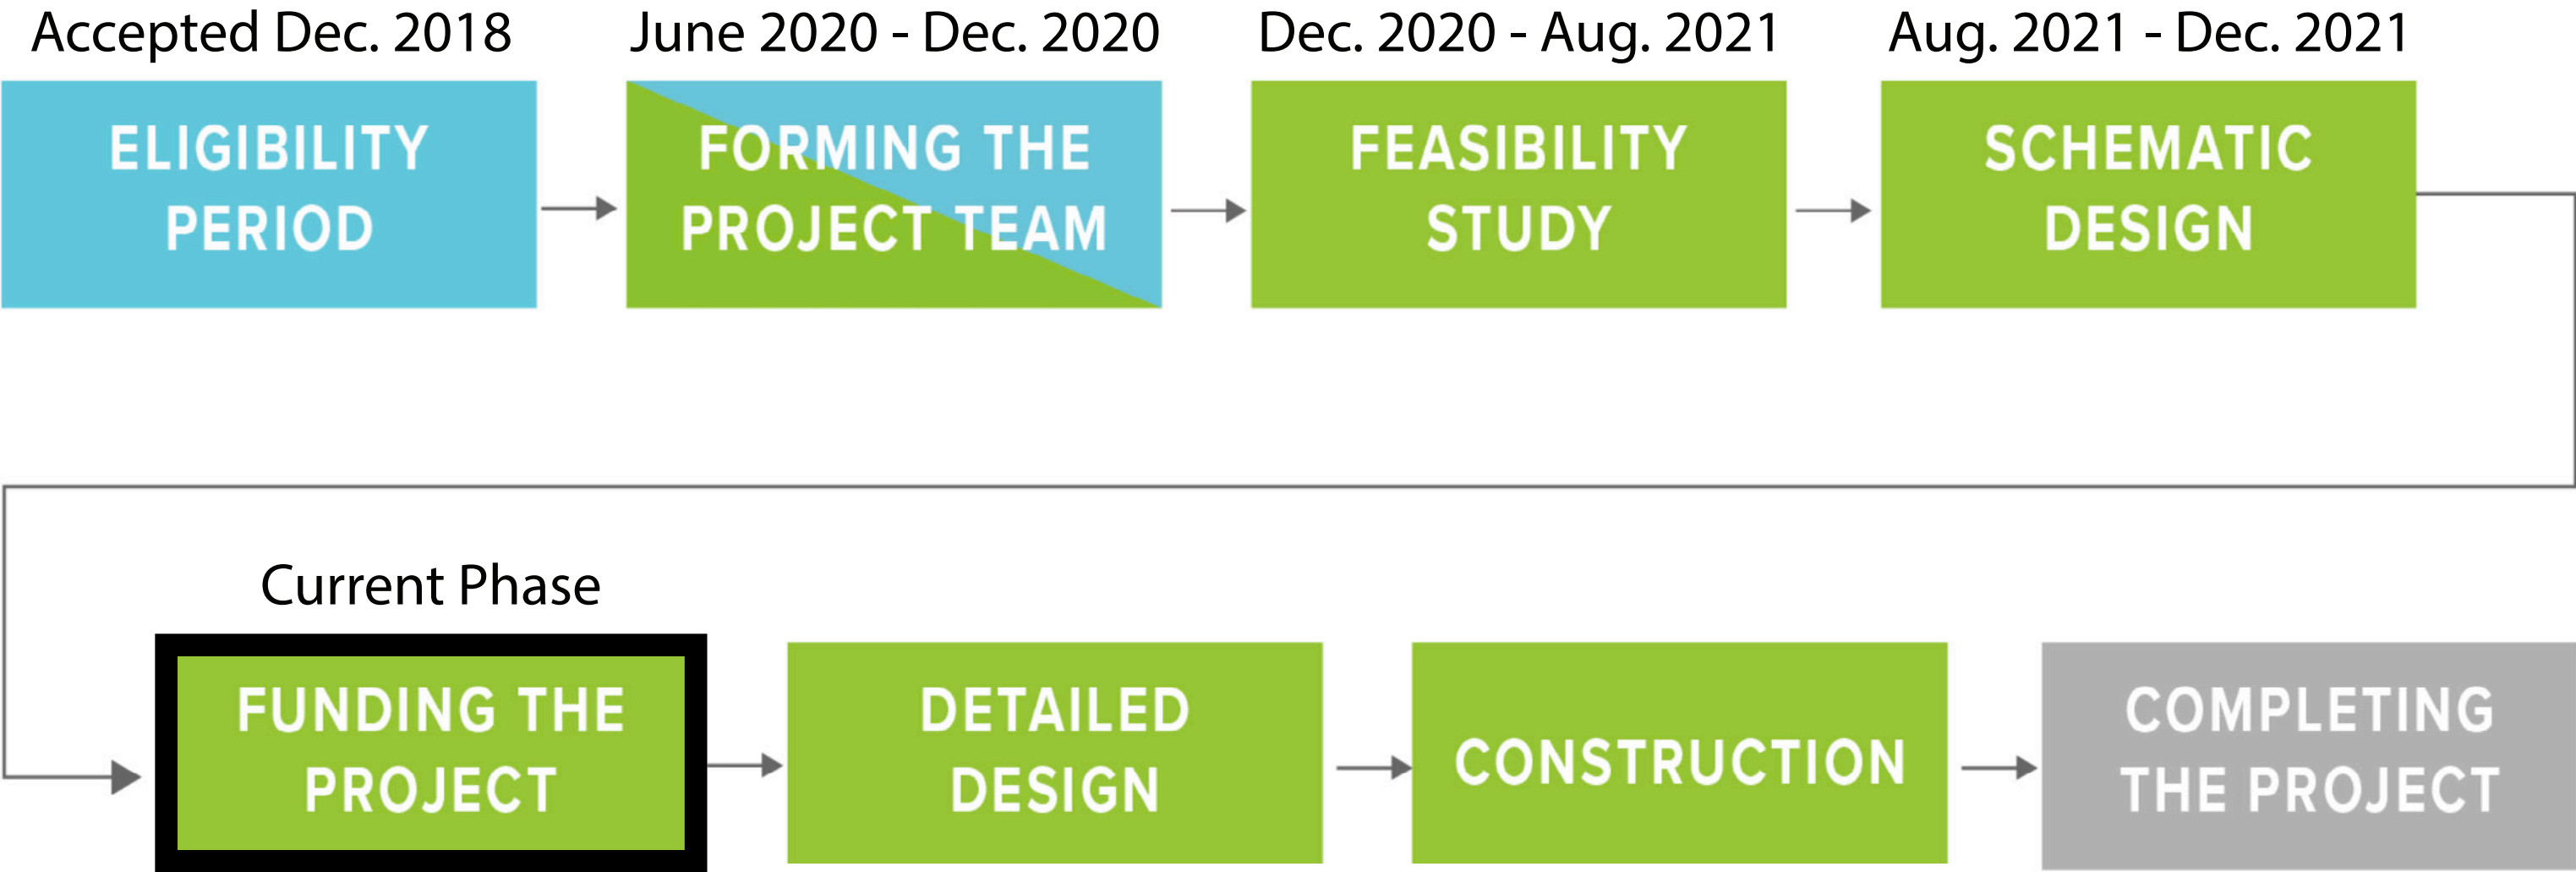 Accepted Dec. 2018
June 2020 - Dec. 2020
Dec. 2020 - Aug. 2021
Aug. 2021 - Dec. 2021
ELIGIBILITY
PERIOD
FORMING THE
PROJECT TEAM
FEASIBILITY
STUDY
SCHEMATIC
DESIGN
Current Phase
FUNDING THE
PROJECT
DETAILED
DESIGN
CONSTRUCTION
COMPLETING
THE PROJECT